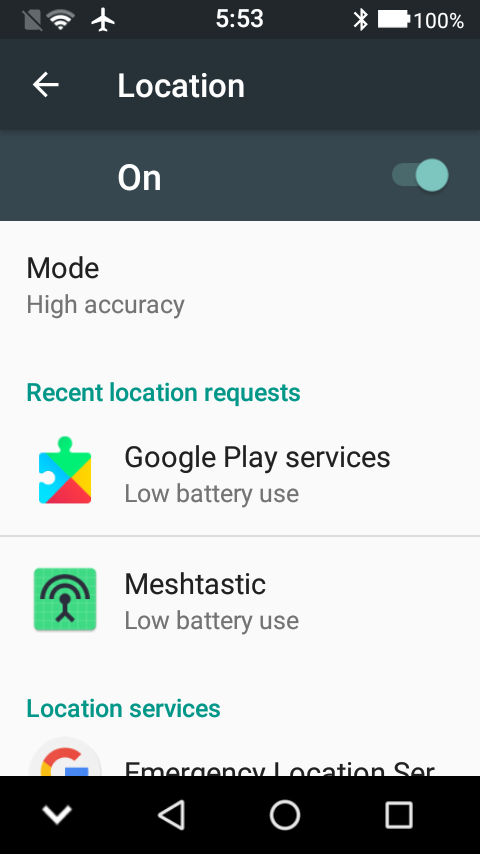 5:53
100%
Location
On
Mode
High accuracy
Recent location requests
Google Play services
Low battery use
Meshtastic
Low battery use
Location services
Emergency Location Ser